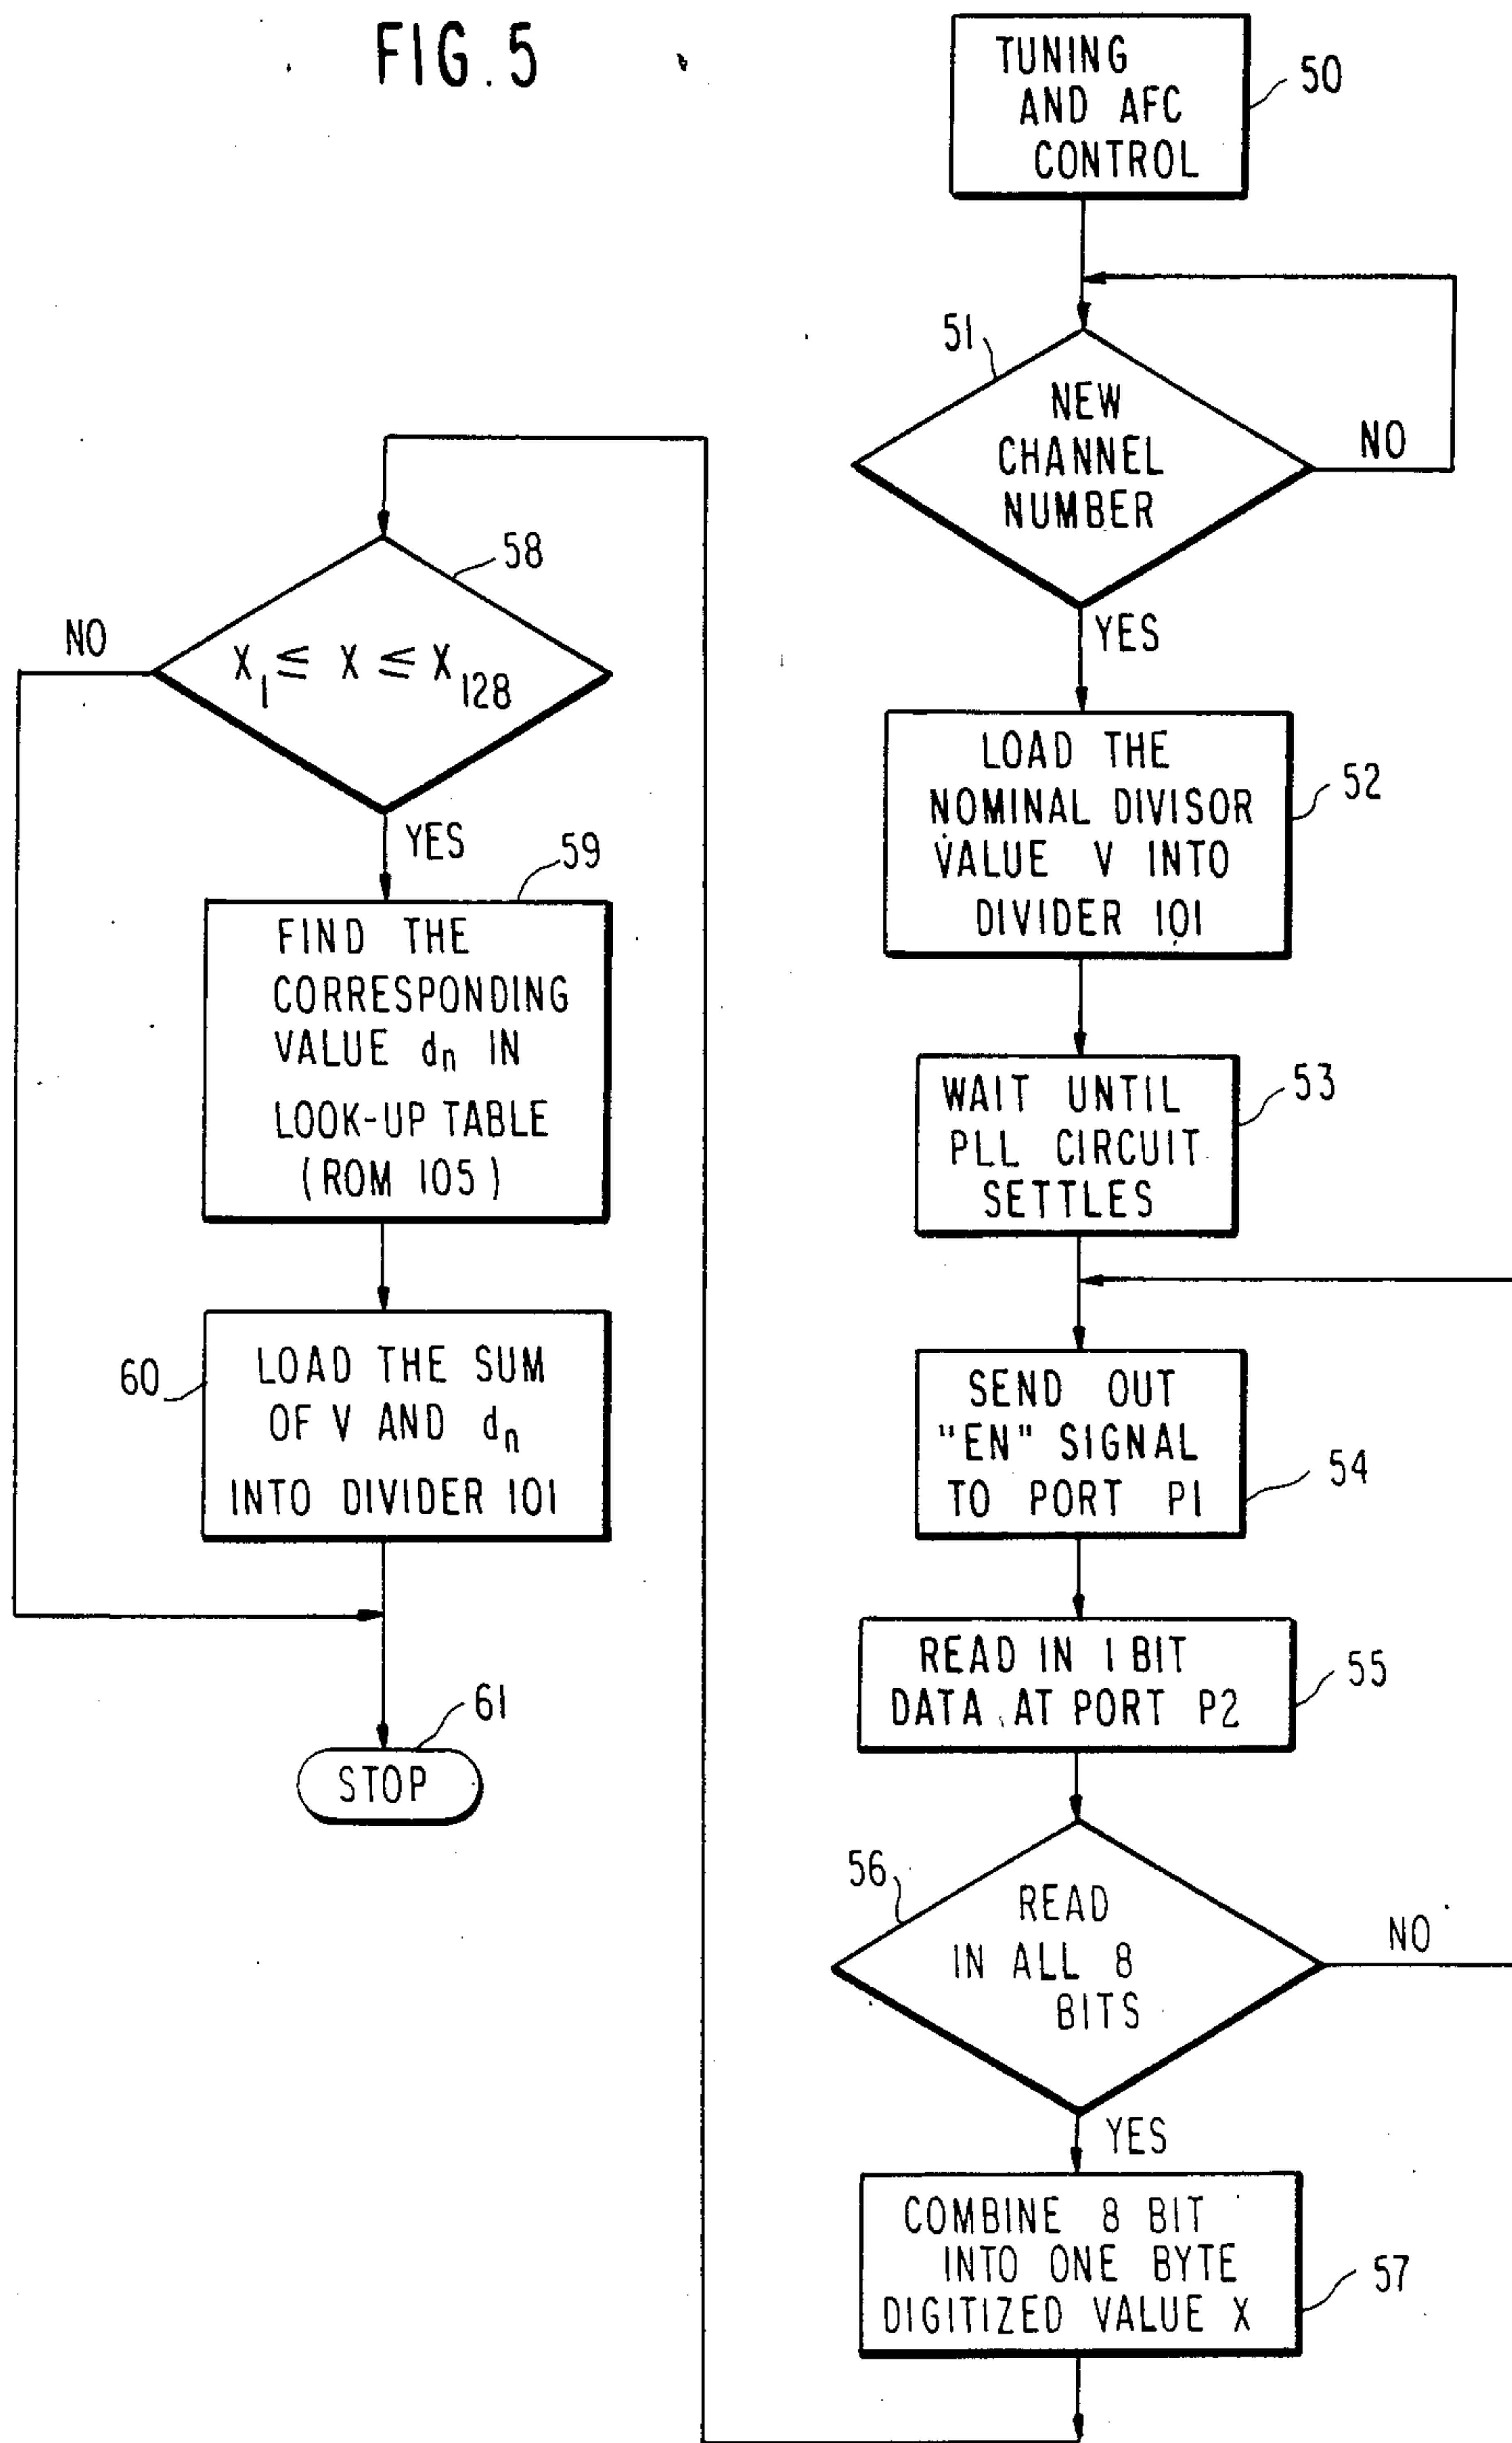 FIG. 5
TUNING
AND AFC
CONTROL
50
51
NEW
CHANNEL
NUMBER
NO
YES
LOAD THE
NOMINAL DIVISOR
VALUE V INTO
DIVIDER 101
52
WAIT UNTIL
PLL CIRCUIT
SETTLES
53
SEND OUT
"EN" SIGNAL
TO PORT P1
54
READ IN 1 BIT
DATA AT PORT P2
55
56
READ
IN ALL 8
BITS
NO
YES
COMBINE 8 BIT
INTO ONE BYTE
DIGITIZED VALUE X
57
58
X₁ ≦ X ≦ X₁₂₈
NO
YES
59
FIND THE
CORRESPONDING
VALUE dₙ IN
LOOK-UP TABLE
(ROM 105)
60
LOAD THE SUM
OF V AND dₙ
INTO DIVIDER 101
61
STOP